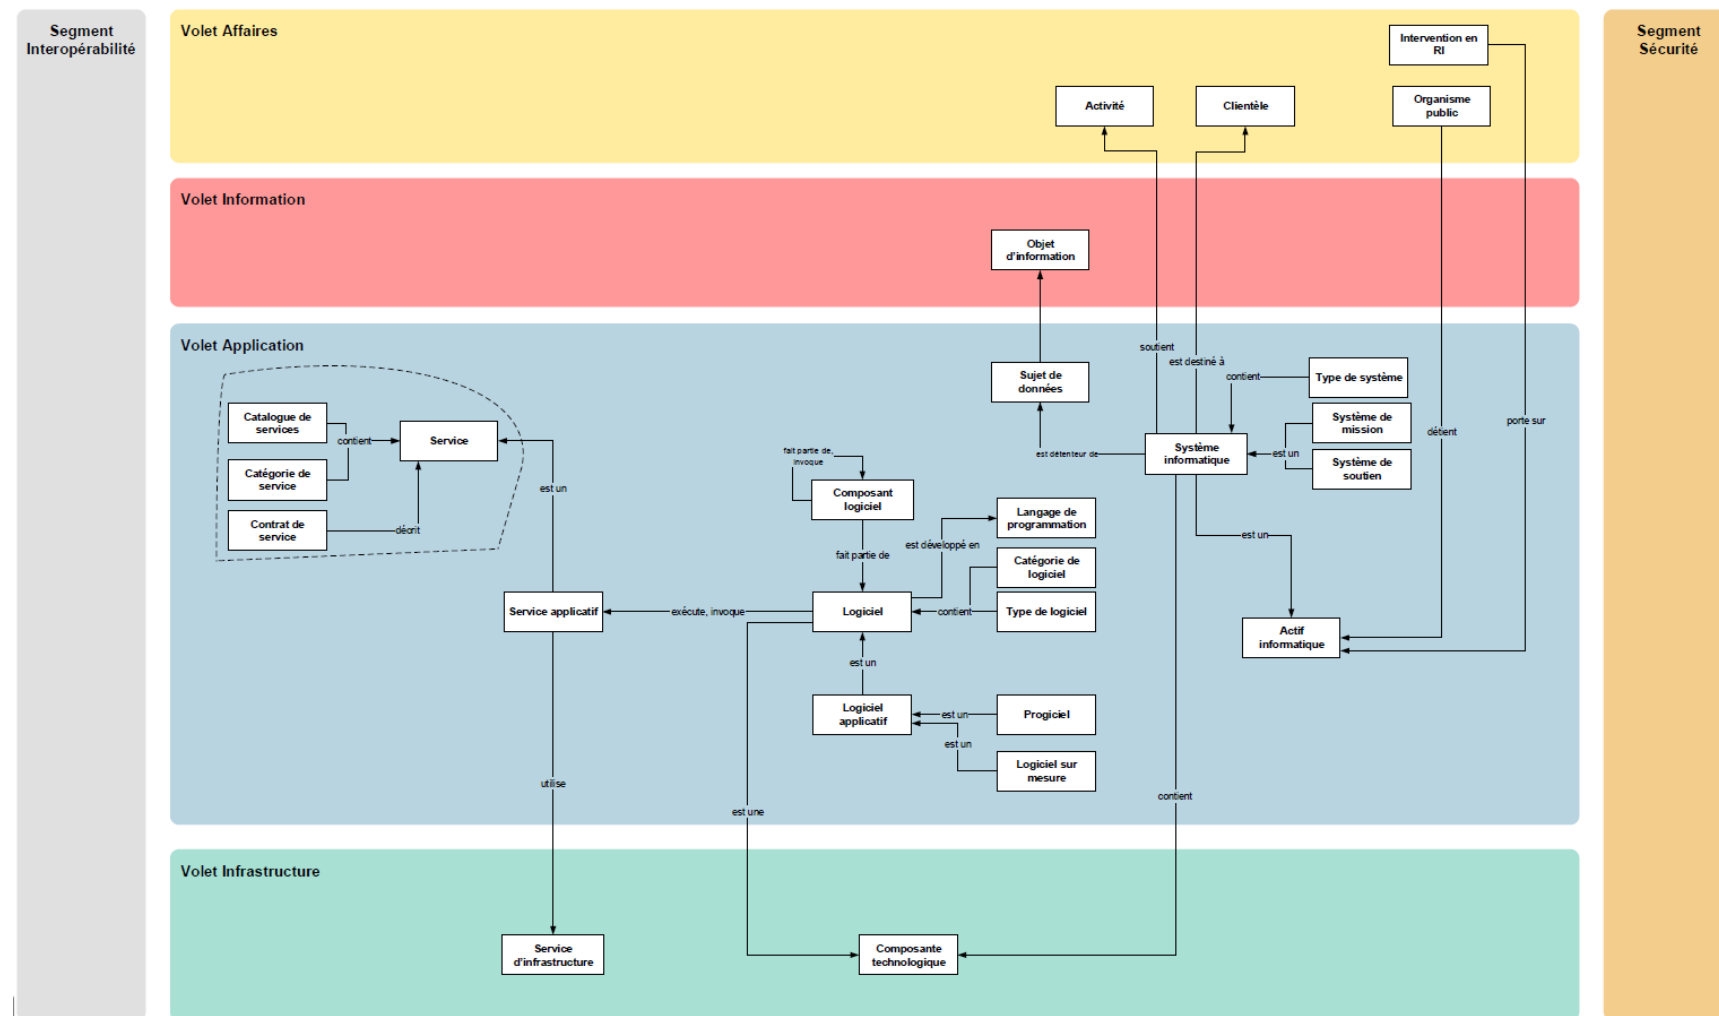 Segment
Interopérabilité
Volet Affaires
Intervention en
RI
Activité
Clientèle
Organisme
public
Segment
Sécurité
Volet Information
Objet
d'information
Volet Application
soutient
est destiné à
Sujet de
données
contient
Type de système
Catalogue de
services
contient
Service
Système de
mission
détient
porte sur
fait partie de,
invoque
est détenteur de
Système
informatique
est un
Système de
soutien
Catégorie de
service
est un
Composant
logiciel
Contrat de
service
décrit
Langage de
programmation
est développé en
est un
fait partie de
Catégorie de
logiciel
Service applicatif
exécute, invoque
Logiciel
contient
Type de logiciel
Actif
informatique
est un
Logiciel
applicatif
est un
Progiciel
est un
Logiciel sur
mesure
utilise
contient
est une
Volet Infrastructure
Service
d'infrastructure
Composante
technologique